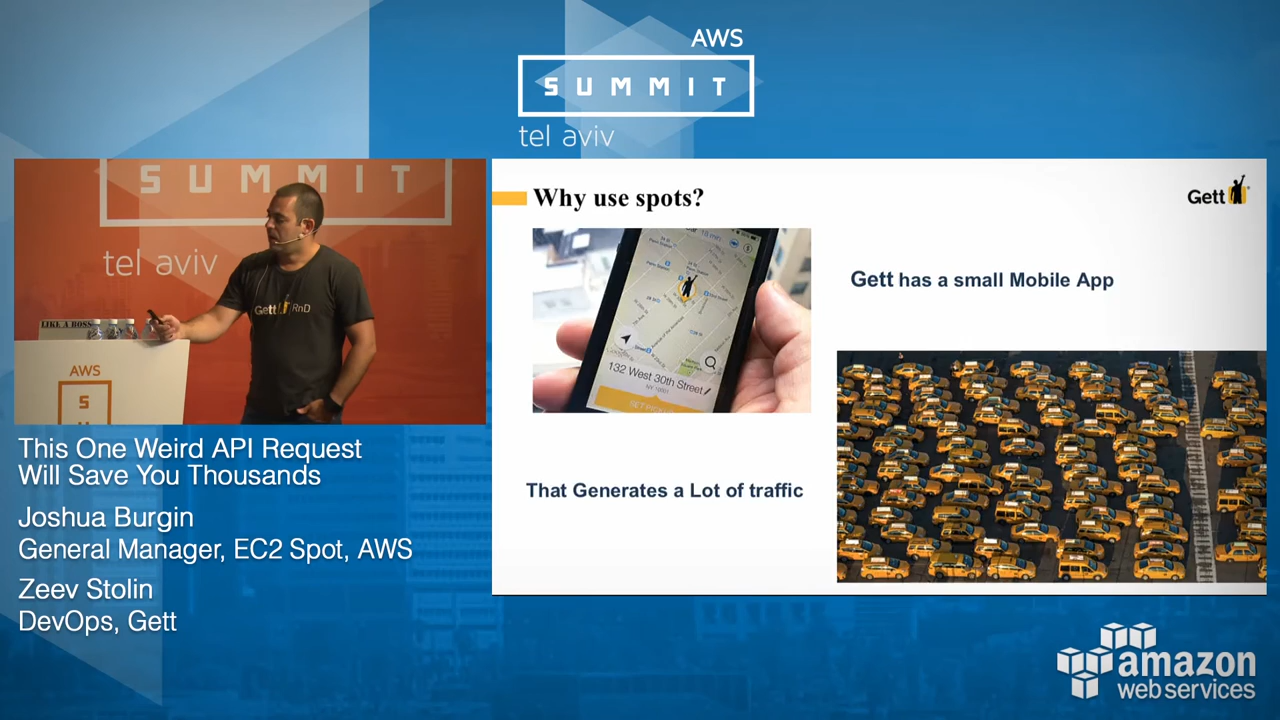 AWS
SUMMIT
tel aviv
SUMMIT
tel aviv
Gett RnD
LIKE A BOSS
AWS
S
Why use spots?
Gett
Gett has a small Mobile App
132 West 30th Street
That Generates a Lot of traffic
This One Weird API Request
Will Save You Thousands
Joshua Burgin
General Manager, EC2 Spot, AWS
Zeev Stolin
DevOps, Gett
amazon
web services